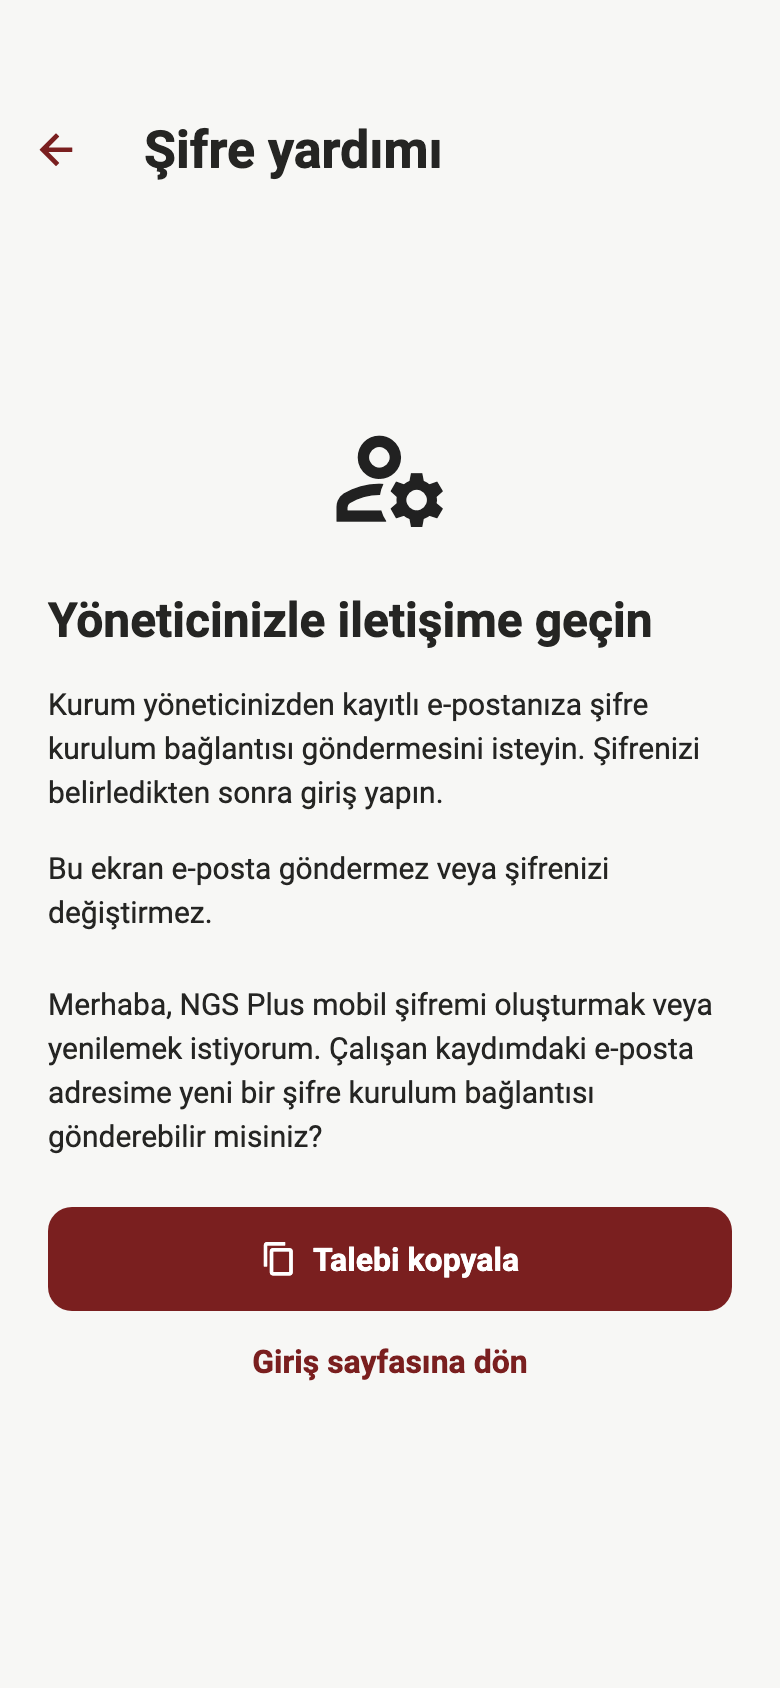 Şifre yardımı
Yöneticinizle iletişime geçin
Kurum yöneticinizden kayıtlı e-postanıza şifre
kurulum bağlantısı göndermesini isteyin. Şifrenizi
belirledikten sonra giriş yapın.
Bu ekran e-posta göndermez veya şifrenizi
değiştirmez.
Merhaba, NGS Plus mobil şifremi oluşturmak veya
yenilemek istiyorum. Çalışan kaydımdaki e-posta
adresime yeni bir şifre kurulum bağlantısı
gönderebilir misiniz?
Talebi kopyala
Giriş sayfasına dön